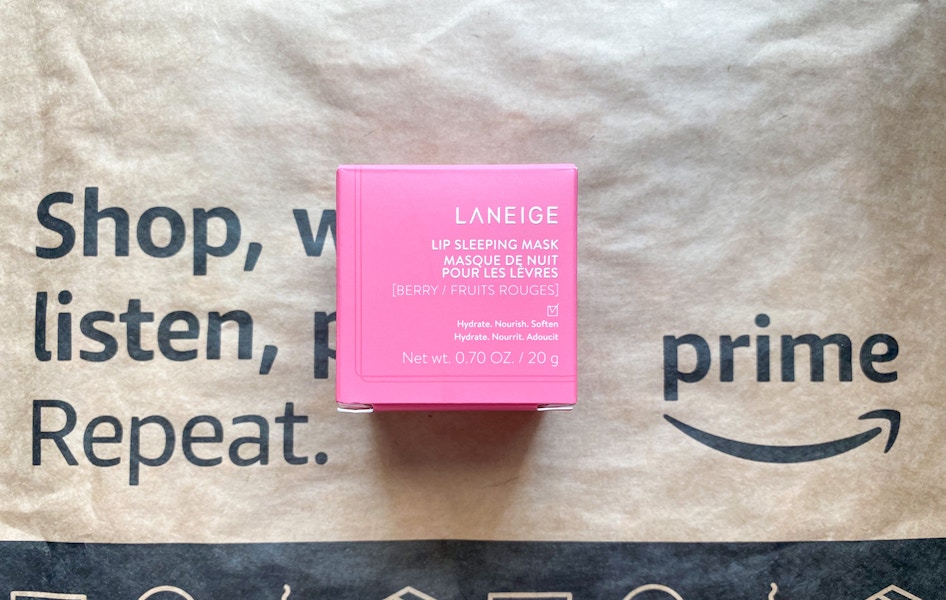 Shop,
listen,
Repeat.
LANEIGE
LIP SLEEPING MASK
MASQUE DE NUIT
POUR LES LÈVRES
[BERRY / FRUITS ROUGES]
Hydrate. Nourish. Soften
Hydrate. Nourrit. Adoucit
Net wt. 0.70 OZ. / 20 g
prime